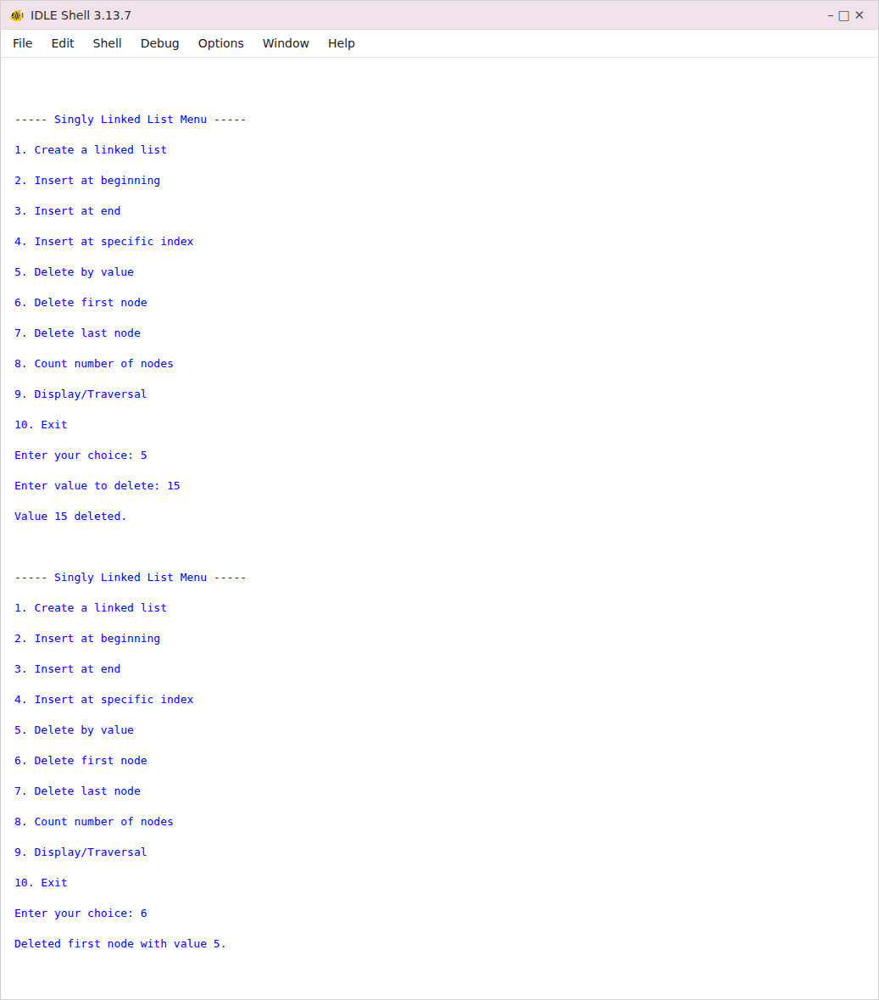 IDLE Shell 3.13.7
File Edit Shell Debug Options Window Help
----- Singly Linked List Menu -----
1. Create a linked list
2. Insert at beginning
3. Insert at end
4. Insert at specific index
5. Delete by value
6. Delete first node
7. Delete last node
8. Count number of nodes
9. Display/Traversal
10. Exit
Enter your choice: 5
Enter value to delete: 15
Value 15 deleted.
----- Singly Linked List Menu -----
1. Create a linked list
2. Insert at beginning
3. Insert at end
4. Insert at specific index
5. Delete by value
6. Delete first node
7. Delete last node
8. Count number of nodes
9. Display/Traversal
10. Exit
Enter your choice: 6
Deleted first node with value 5.